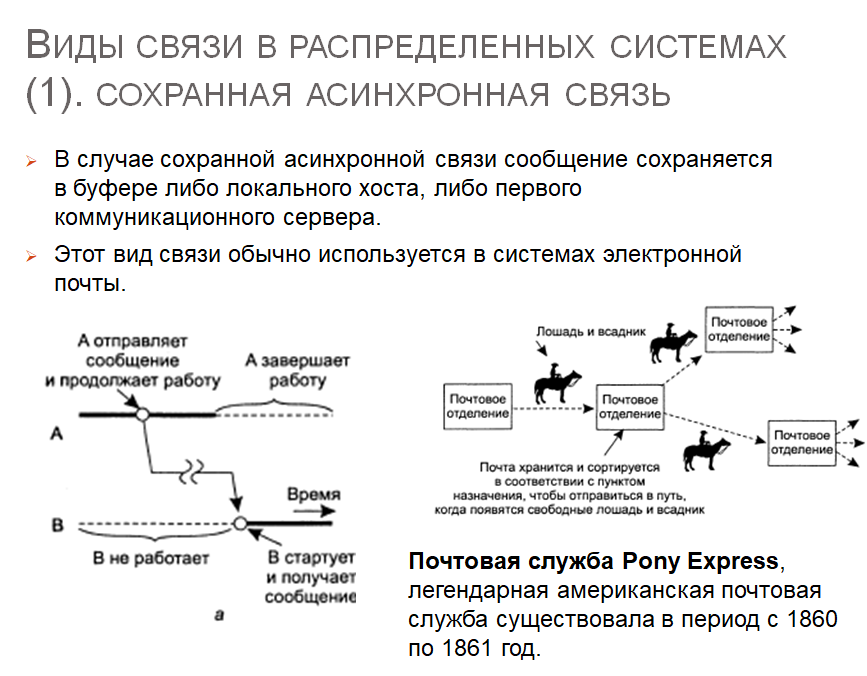 Виды связи в распределенных системах
(1). сохранная асинхронная связь
В случае сохранной асинхронной связи сообщение сохраняется
в буфере либо локального хоста, либо первого
коммуникационного сервера.
Этот вид связи обычно используется в системах электронной
почты.
А отправляет
сообщение
и продолжает работу
А завершает
работу
А
Время
В
В не работает
В стартует
и получает
сообщение
а
Лошадь и всадник
Почтовое
отделение
Почтовое
отделение
Почтовое
отделение
Почтовое
отделение
Почта хранится и сортируется
в соответствии с пунктом
назначения, чтобы отправиться в путь,
когда появятся свободные лошадь и всадник
Почтовая служба Pony Express,
легендарная американская почтовая
служба существовала в период с 1860
по 1861 год.